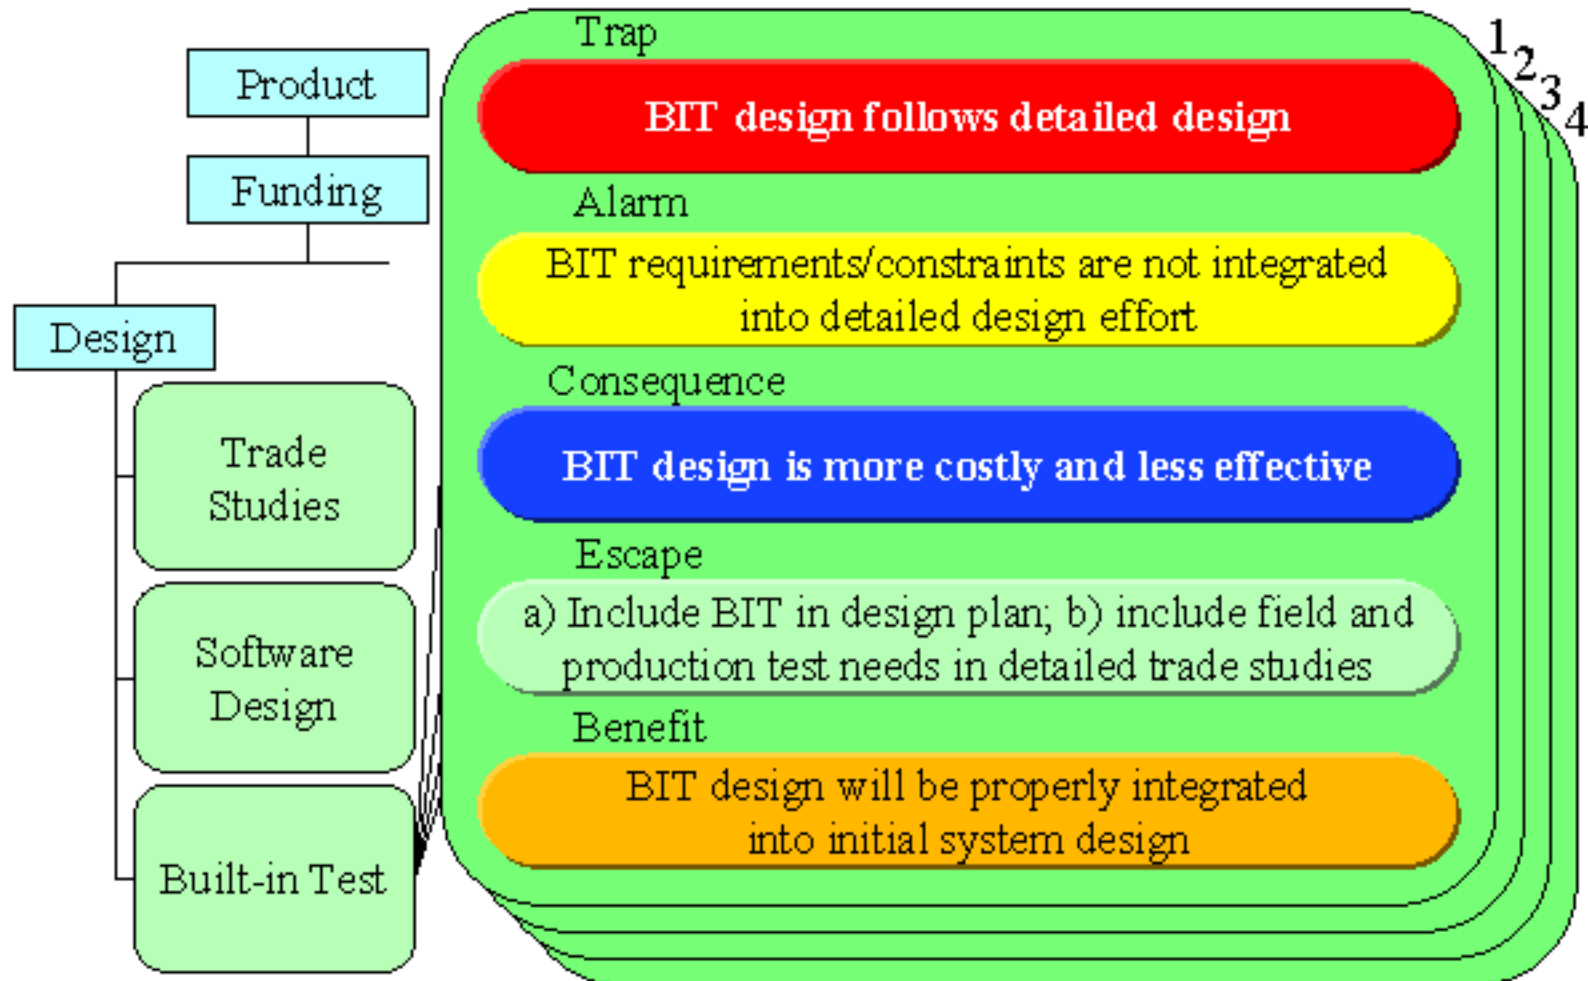 Product
Funding
Design
Trade
Studies
Software
Design
Built-in Test
Trap
BIT design follows detailed design
Alarm
BIT requirements/constraints are not integrated
into detailed design effort
Consequence
BIT design is more costly and less effective
Escape
a) Include BIT in design plan; b) include field and
production test needs in detailed trade studies
Benefit
BIT design will be properly integrated
into initial system design
1
2
3
4